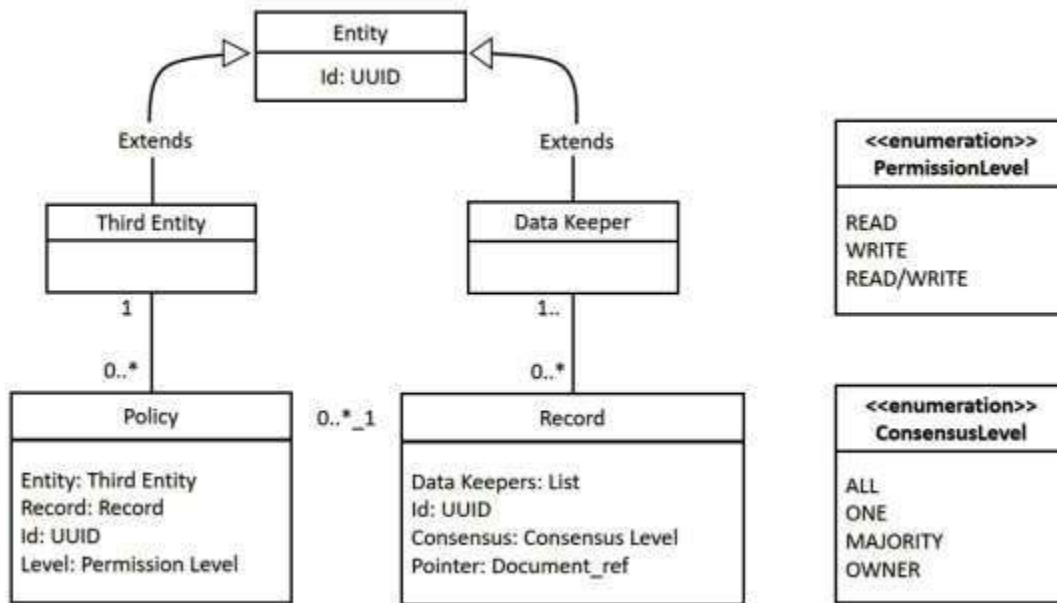 Entity
Id: UUID
Extends
Extends
Third Entity
Data Keeper
1
1..
0..*
0..*
Policy
0..*_1
Record
Entity: Third Entity
Record: Record
Id: UUID
Level: Permission Level
Data Keepers: List
Id: UUID
Consensus: Consensus Level
Pointer: Document_ref
<<enumeration>>
PermissionLevel
READ
WRITE
READ/WRITE
<<enumeration>>
ConsensusLevel
ALL
ONE
MAJORITY
OWNER